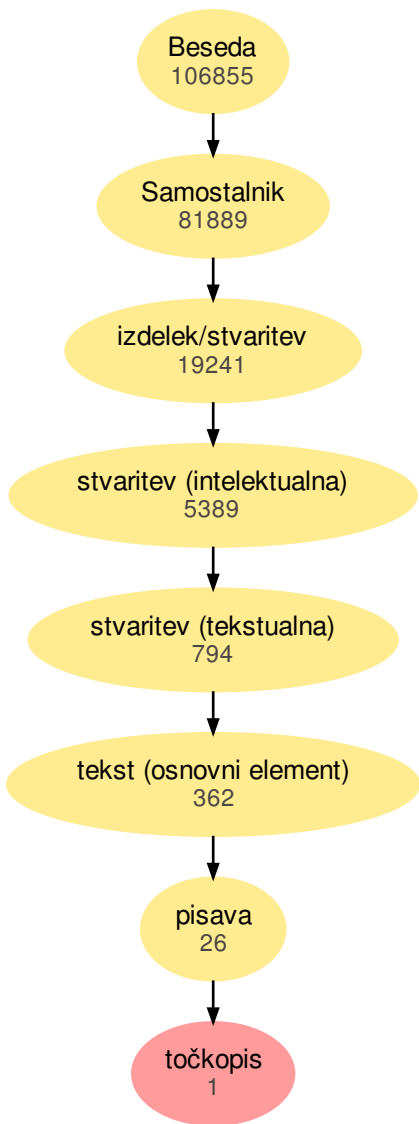 Beseda
106855
Samostalnik
81889
izdelek/stvaritev
19241
stvaritev (intelektualna)
5389
stvaritev (tekstualna)
794
tekst (osnovni element)
362
pisava
26
točkopis
1